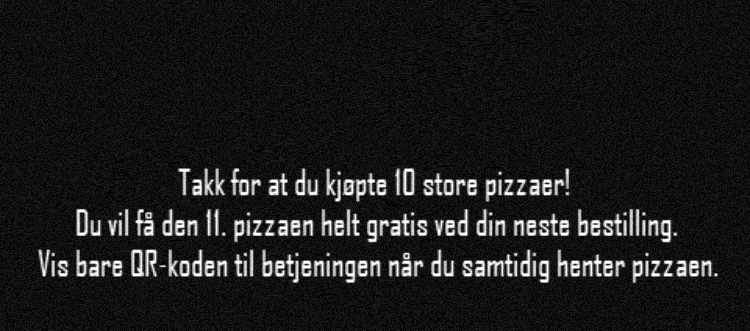 Takk for at du kjøpte 10 store pizzaer!
Du vil få den 11. pizzaen helt gratis ved din neste bestilling.
Vis bare QR-koden til betjeningen når du samtidig henter pizzaen.